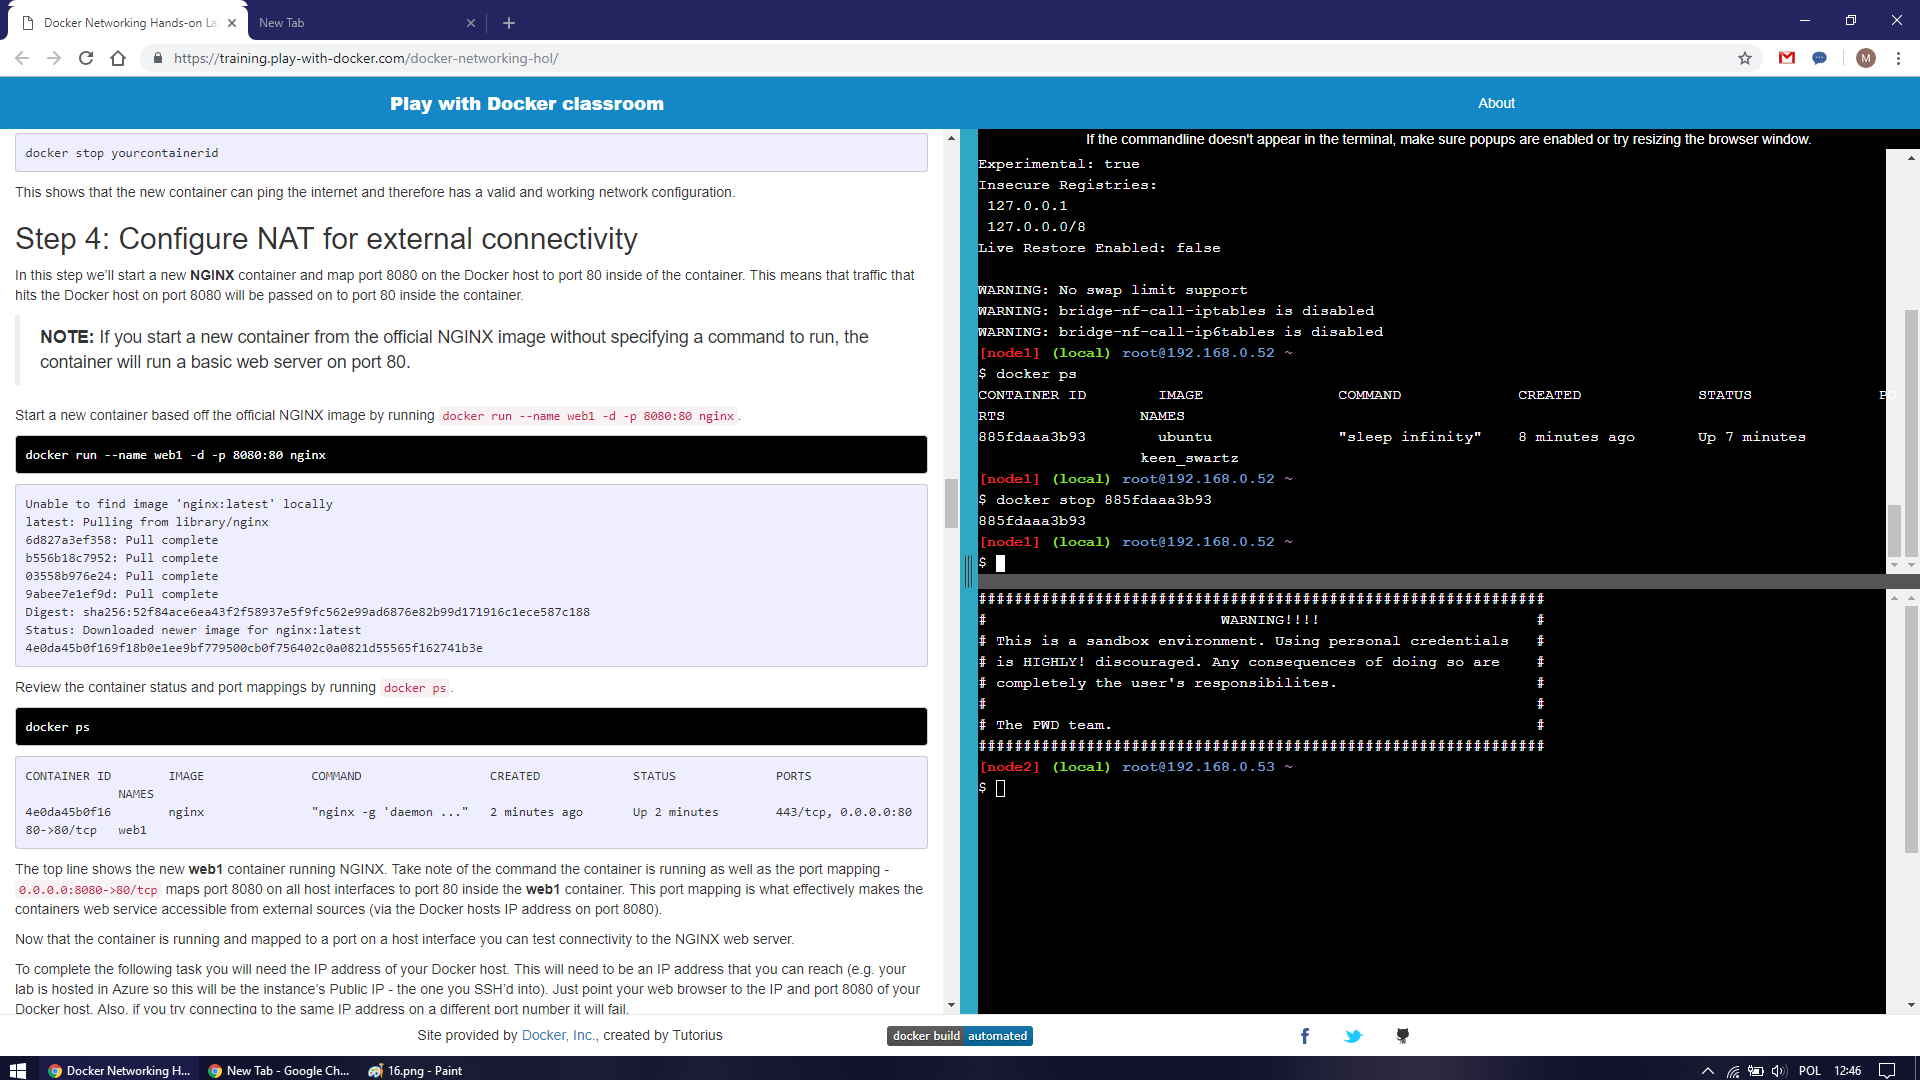 Docker Networking Hands-on La
New Tab
https://training.play-with-docker.com/docker-networking-hol/
M
Play with Docker classroom
About
docker stop yourcontainerid
This shows that the new container can ping the internet and therefore has a valid and working network configuration.
Step 4: Configure NAT for external connectivity
In this step we'll start a new NGINX container and map port 8080 on the Docker host to port 80 inside of the container. This means that traffic that
hits the Docker host on port 8080 will be passed on to port 80 inside the container.
NOTE: If you start a new container from the official NGINX image without specifying a command to run, the
container will run a basic web server on port 80.
Start a new container based off the official NGINX image by running docker run --name web1 -d -p 8080:80 nginx.
docker run --name web1 -d -p 8080:80 nginx
Unable to find image 'nginx:latest' locally
latest: Pulling from library/nginx
6d827a3ef358: Pull complete
b556b18c7952: Pull complete
03558b976e24: Pull complete
9abee7e1ef9d: Pull complete
Digest: sha256:52f84ace6ea43f2f58937e5f9fc562e99ad6876e82b99d171916c1ece587c188
Status: Downloaded newer image for nginx:latest
4e0da45b0f169f18b0e1ee9bf779500cb0f756402c0a0821d55565f162741b3e
Review the container status and port mappings by running docker ps.
docker ps
CONTAINER ID IMAGE COMMAND CREATED STATUS PORTS
NAMES
4e0da45b0f16 nginx "nginx -g 'daemon ..." 2 minutes ago Up 2 minutes 443/tcp, 0.0.0.0:80
80->80/tcp web1
The top line shows the new web1 container running NGINX. Take note of the command the container is running as well as the port mapping -
0.0.0.0:8080->80/tcp maps port 8080 on all host interfaces to port 80 inside the web1 container. This port mapping is what effectively makes the
containers web service accessible from external sources (via the Docker hosts IP address on port 8080).
Now that the container is running and mapped to a port on a host interface you can test connectivity to the NGINX web server.
To complete the following task you will need the IP address of your Docker host. This will need to be an IP address that you can reach (e.g. your
lab is hosted in Azure so this will be the instance's Public IP - the one you SSH'd into). Just point your web browser to the IP and port 8080 of your
Docker host. Also, if you try connecting to the same IP address on a different port number it will fail.
If the commandline doesn't appear in the terminal, make sure popups are enabled or try resizing the browser window.
Experimental: true
Insecure Registries:
127.0.0.1
127.0.0.0/8
Live Restore Enabled: false
WARNING: No swap limit support
WARNING: bridge-nf-call-iptables is disabled
WARNING: bridge-nf-call-ip6tables is disabled
[node1] (local) root@192.168.0.52 ~
$ docker ps
CONTAINER ID IMAGE COMMAND CREATED STATUS PO
RTS NAMES
885fdaaa3b93 ubuntu "sleep infinity" 8 minutes ago Up 7 minutes
keen_swartz
[node1] (local) root@192.168.0.52 ~
$ docker stop 885fdaaa3b93
885fdaaa3b93
[node1] (local) root@192.168.0.52 ~
$
###############################################################
# WARNING!!!! #
# This is a sandbox environment. Using personal credentials #
# is HIGHLY! discouraged. Any consequences of doing so are #
# completely the user's responsibilites. #
# #
# The PWD team. #
###############################################################
[node2] (local) root@192.168.0.53 ~
$
Site provided by Docker, Inc., created by Tutorius
docker build automated
Docker Networking H...
New Tab - Google Ch...
16.png - Paint
POL
12:46